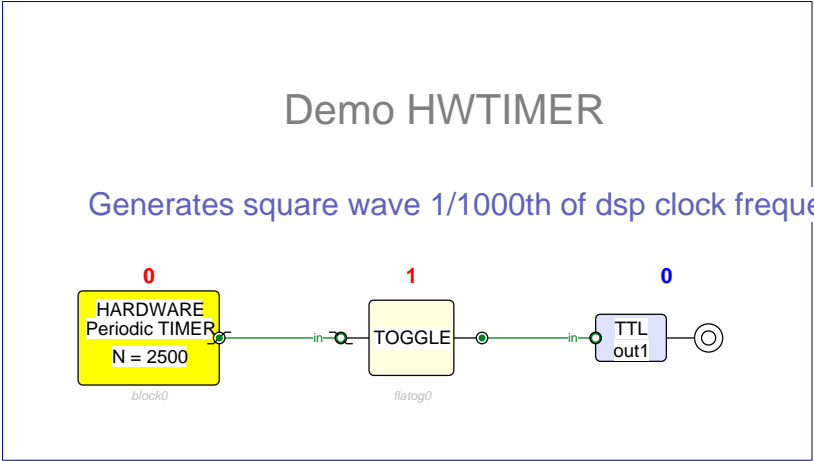 Demo HWTIMER
Generates square wave 1/1000th of dsp clock freque
0
1
0
HARDWARE
Periodic TIMER
N = 2500
in
TOGGLE
in
TTL
out1
block0
flatog0